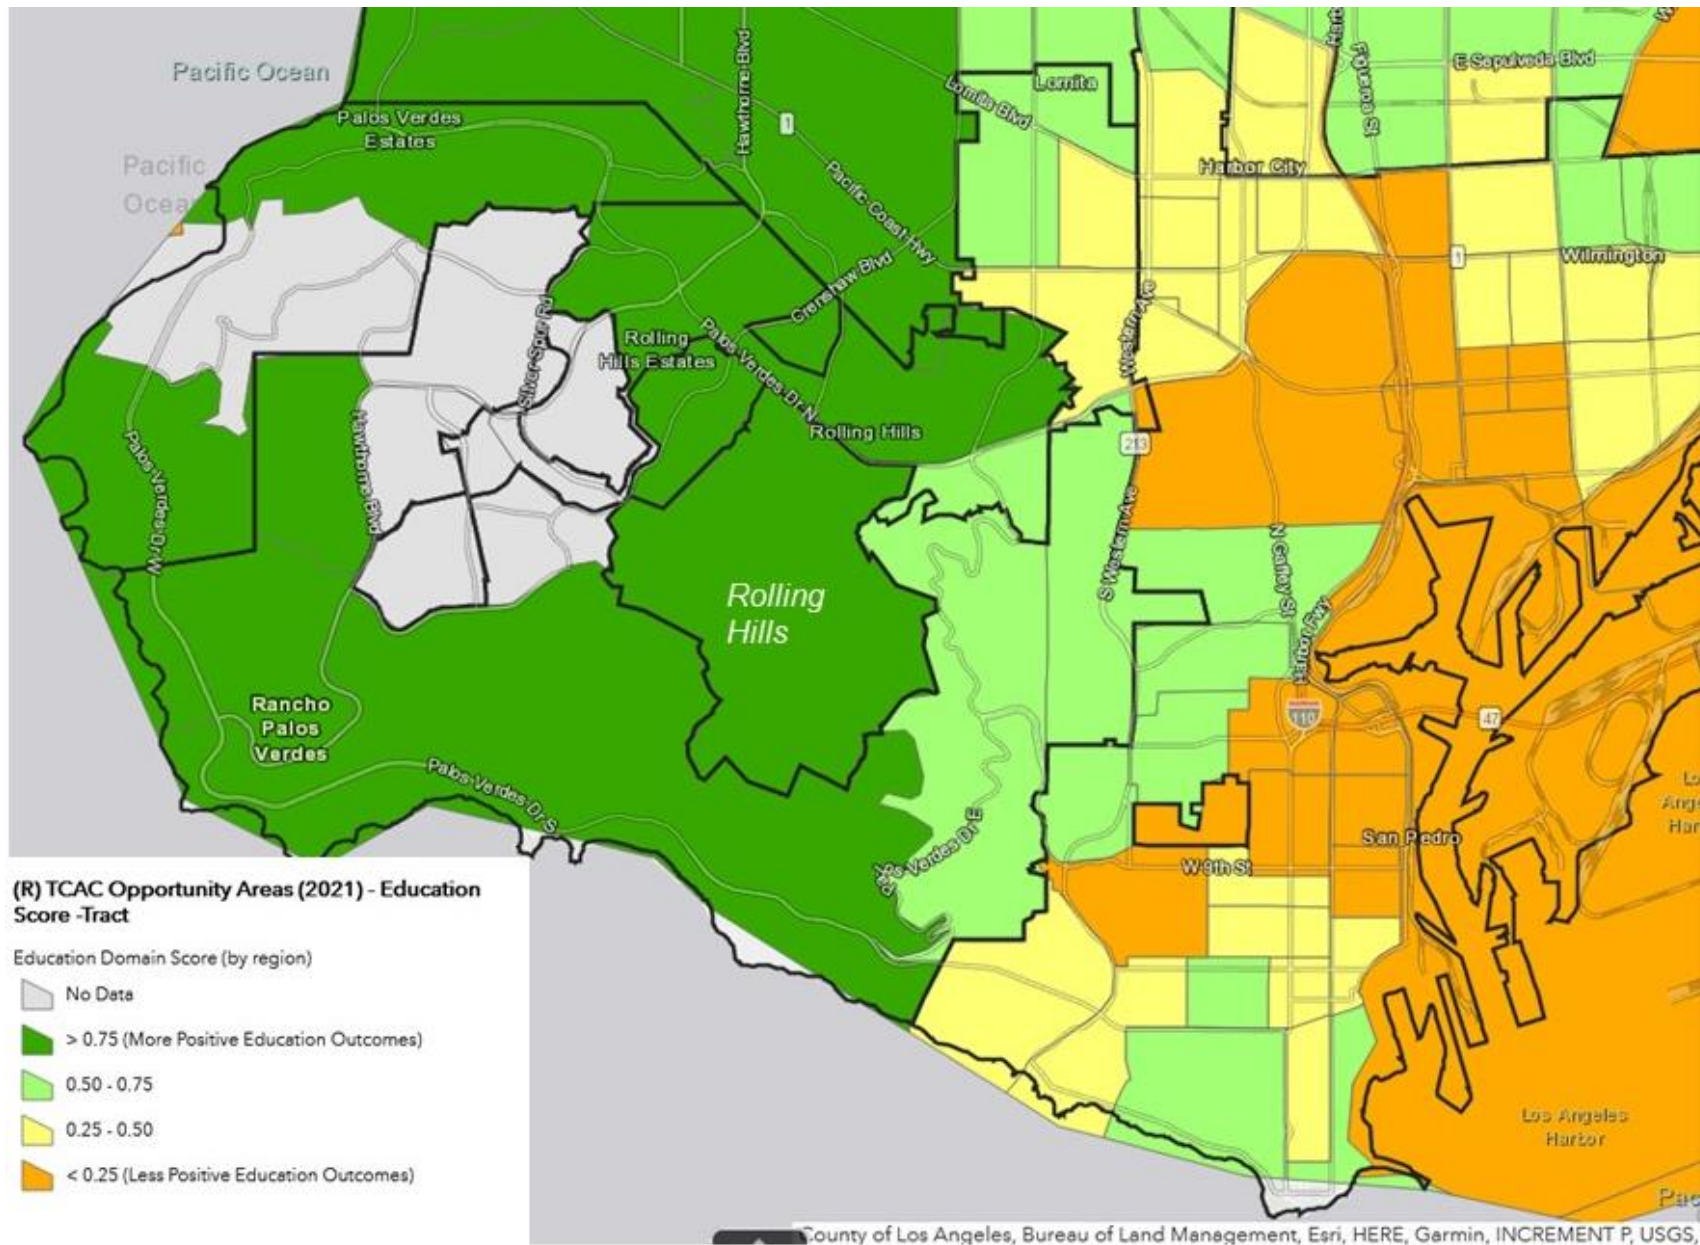 Pacific Ocean
Palos Verdes
Estates
Hawthorne Blvd
1
Lomita Blvd
Lomita
Figueroa St
E Sepulveda Blvd
Pacific
Harbor City
Pacific Coast Hwy
Crenshaw Blvd
1
Wilmington
Western Ave
Silver Spur Rd
Rolling
Hills Estates
Palos Verdes Dr N
Rolling Hills
213
Palos Verdes Dr W
Hawthorne Blvd
S Western Ave
N Gaffey St
Harbor Fwy
Rolling
Hills
Rancho
Palos
Verdes
110
47
Palos Verdes Dr S
Palos Verdes Dr E
San Pedro
W 9th St
Los Angeles
Harbor
(R) TCAC Opportunity Areas (2021) - Education
Score -Tract
Education Domain Score (by region)
No Data
> 0.75 (More Positive Education Outcomes)
0.50 - 0.75
0.25 - 0.50
< 0.25 (Less Positive Education Outcomes)
County of Los Angeles, Bureau of Land Management, Esri, HERE, Garmin, INCREMENT P, USGS,